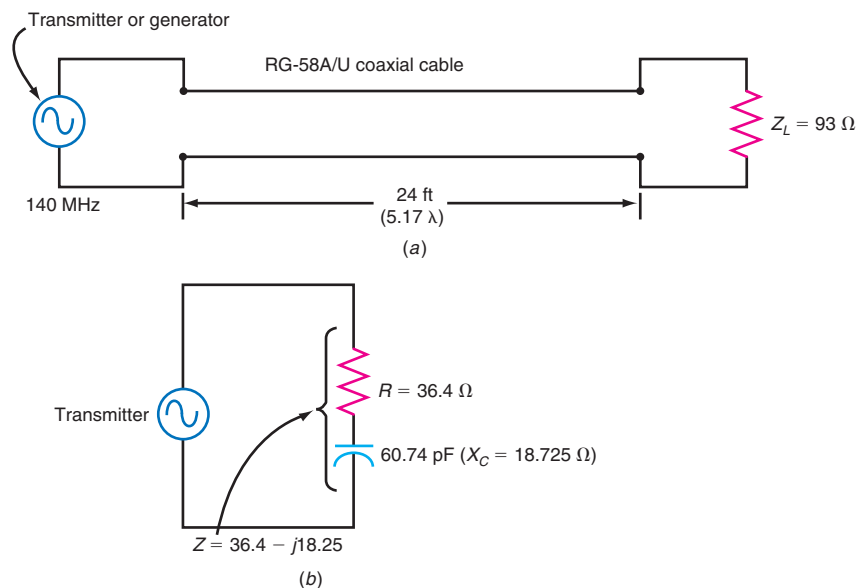 Transmitter or generator
RG-58A/U coaxial cable
Z_L = 93 Ω
140 MHz
24 ft
(5.17 λ)
(a)
Transmitter
R = 36.4 Ω
60.74 pF (X_C = 18.725 Ω)
Z = 36.4 − j18.25
(b)